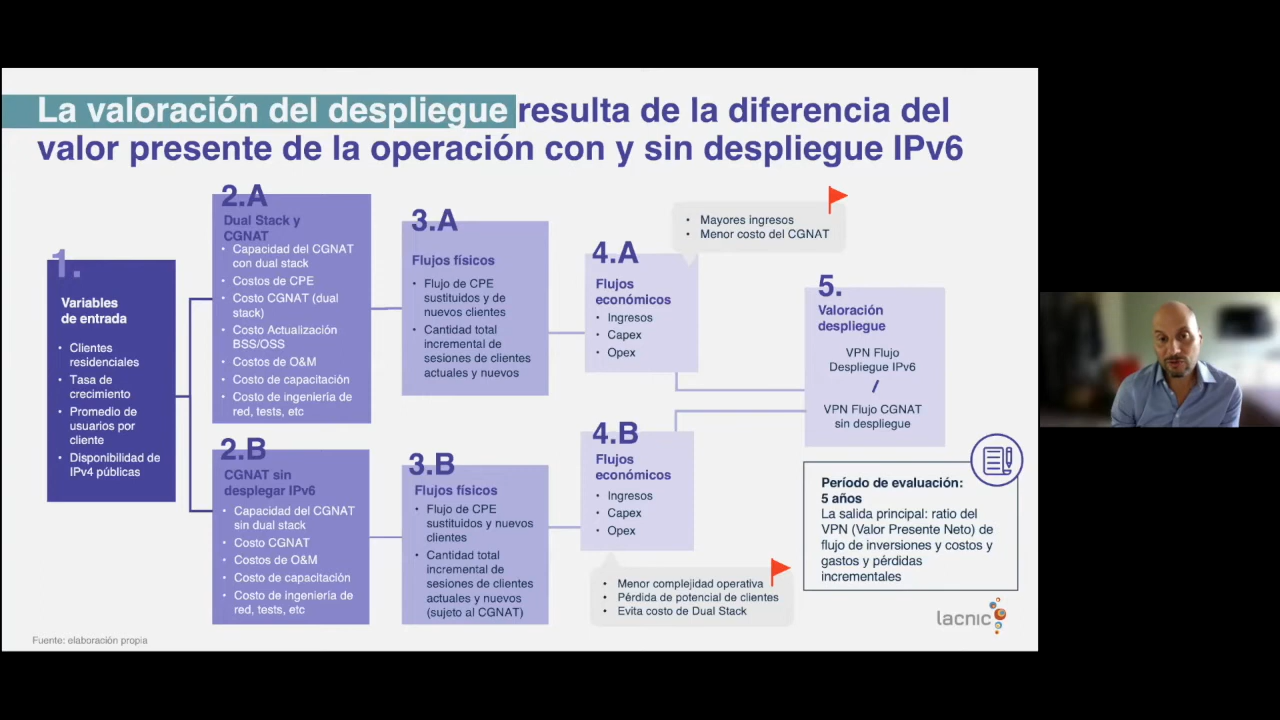 La valoración del despliegue resulta de la diferencia del
valor presente de la operación con y sin despliegue IPv6
1.
Variables
de entrada
• Clientes
residenciales
• Tasa de
crecimiento
• Promedio de
usuarios por
cliente
• Disponibilidad de
IPv4 públicas
2.A
Dual Stack y
CGNAT
• Capacidad del CGNAT
con dual stack
• Costos de CPE
• Costo CGNAT (dual
stack)
• Costo Actualización
BSS/OSS
• Costos de O&M
• Costo de capacitación
• Costo de ingeniería de
red, tests, etc
2.B
CGNAT sin
desplegar IPv6
• Capacidad del CGNAT
sin dual stack
• Costo CGNAT
• Costos de O&M
• Costo de capacitación
• Costo de ingeniería de
red, tests, etc
3.A
Flujos físicos
• Flujo de CPE
sustituidos y de
nuevos clientes
• Cantidad total
incremental de
sesiones de clientes
actuales y nuevos
3.B
Flujos físicos
• Flujo de CPE
sustituidos y nuevos
clientes
• Cantidad total
incremental de
sesiones de clientes
actuales y nuevos
(sujeto al CGNAT)
• Mayores ingresos
• Menor costo del CGNAT
4.A
Flujos
económicos
• Ingresos
• Capex
• Opex
4.B
Flujos
económicos
• Ingresos
• Capex
• Opex
• Menor complejidad operativa
• Pérdida de potencial de clientes
• Evita costo de Dual Stack
5.
Valoración
despliegue
VPN Flujo
Despliegue IPv6
/
VPN Flujo CGNAT
sin despliegue
Período de evaluación:
5 años
La salida principal: ratio del
VPN (Valor Presente Neto) de
flujo de inversiones y costos y
gastos y pérdidas
incrementales
lacnic
Fuente: elaboración propia